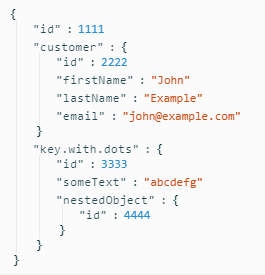 {
"id" : 1111
"customer" : {
"id" : 2222
"firstName" : "John"
"lastName" : "Example"
"email" : "john@example.com"
}
"key.with.dots" : {
"id" : 3333
"someText" : "abcdefg"
"nestedObject" : {
"id" : 4444
}
}
}